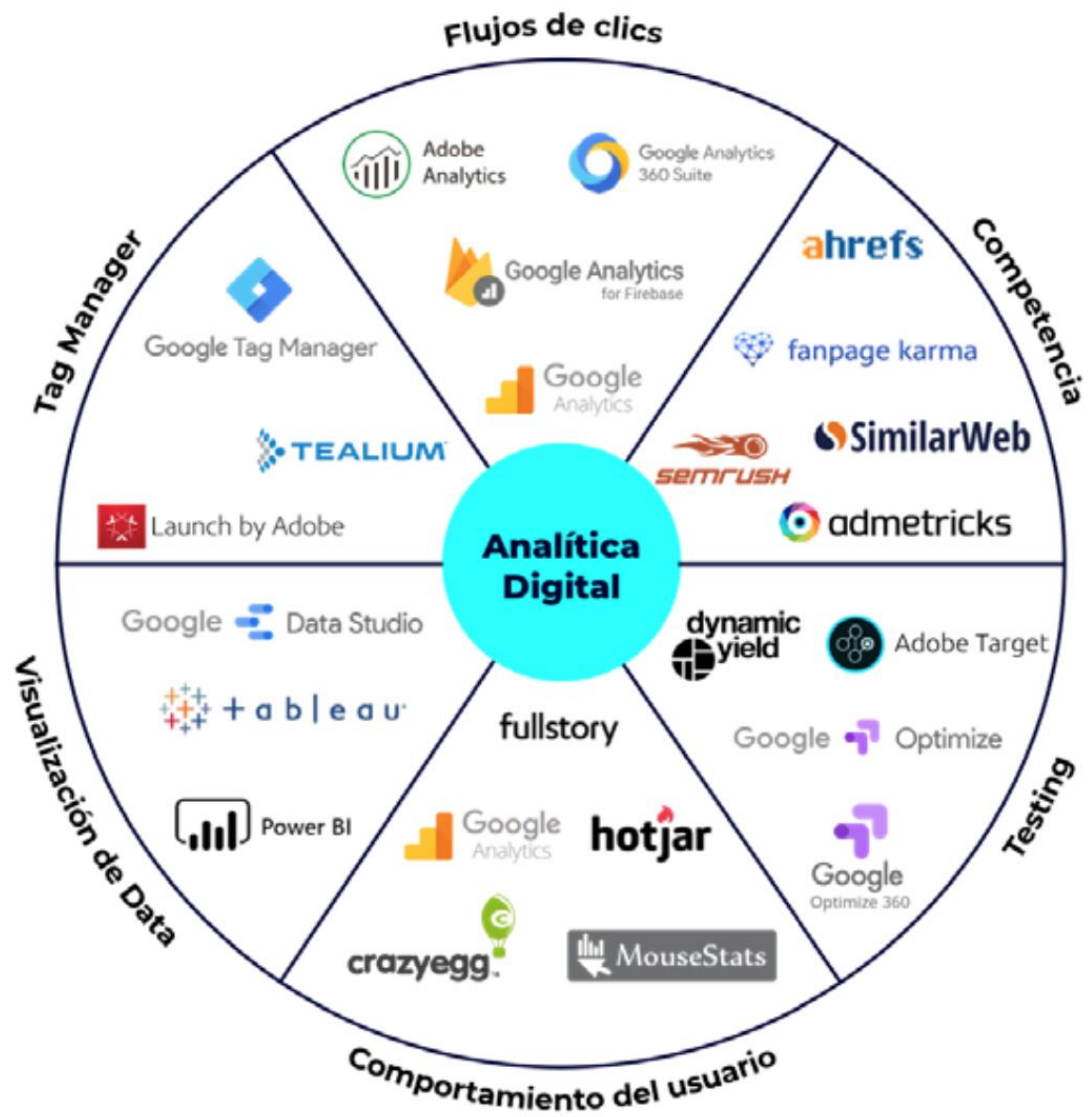 Flujos de clics
Adobe
Analytics
Google Analytics
360 Suite
Google Analytics
for Firebase
Google
Analytics
Competencia
ahrefs
fanpage karma
SimilarWeb
semrush
admetricks
Tag Manager
Google Tag Manager
TEALIUM
Launch by Adobe
Analítica
Digital
Visualización de Data
Google Data Studio
+ableau
Power BI
Comportamiento del usuario
fullstory
Google
Analytics
hotjar
crazyegg™
MouseStats
Testing
dynamic
yield
Adobe Target
Google Optimize
Google
Optimize 360